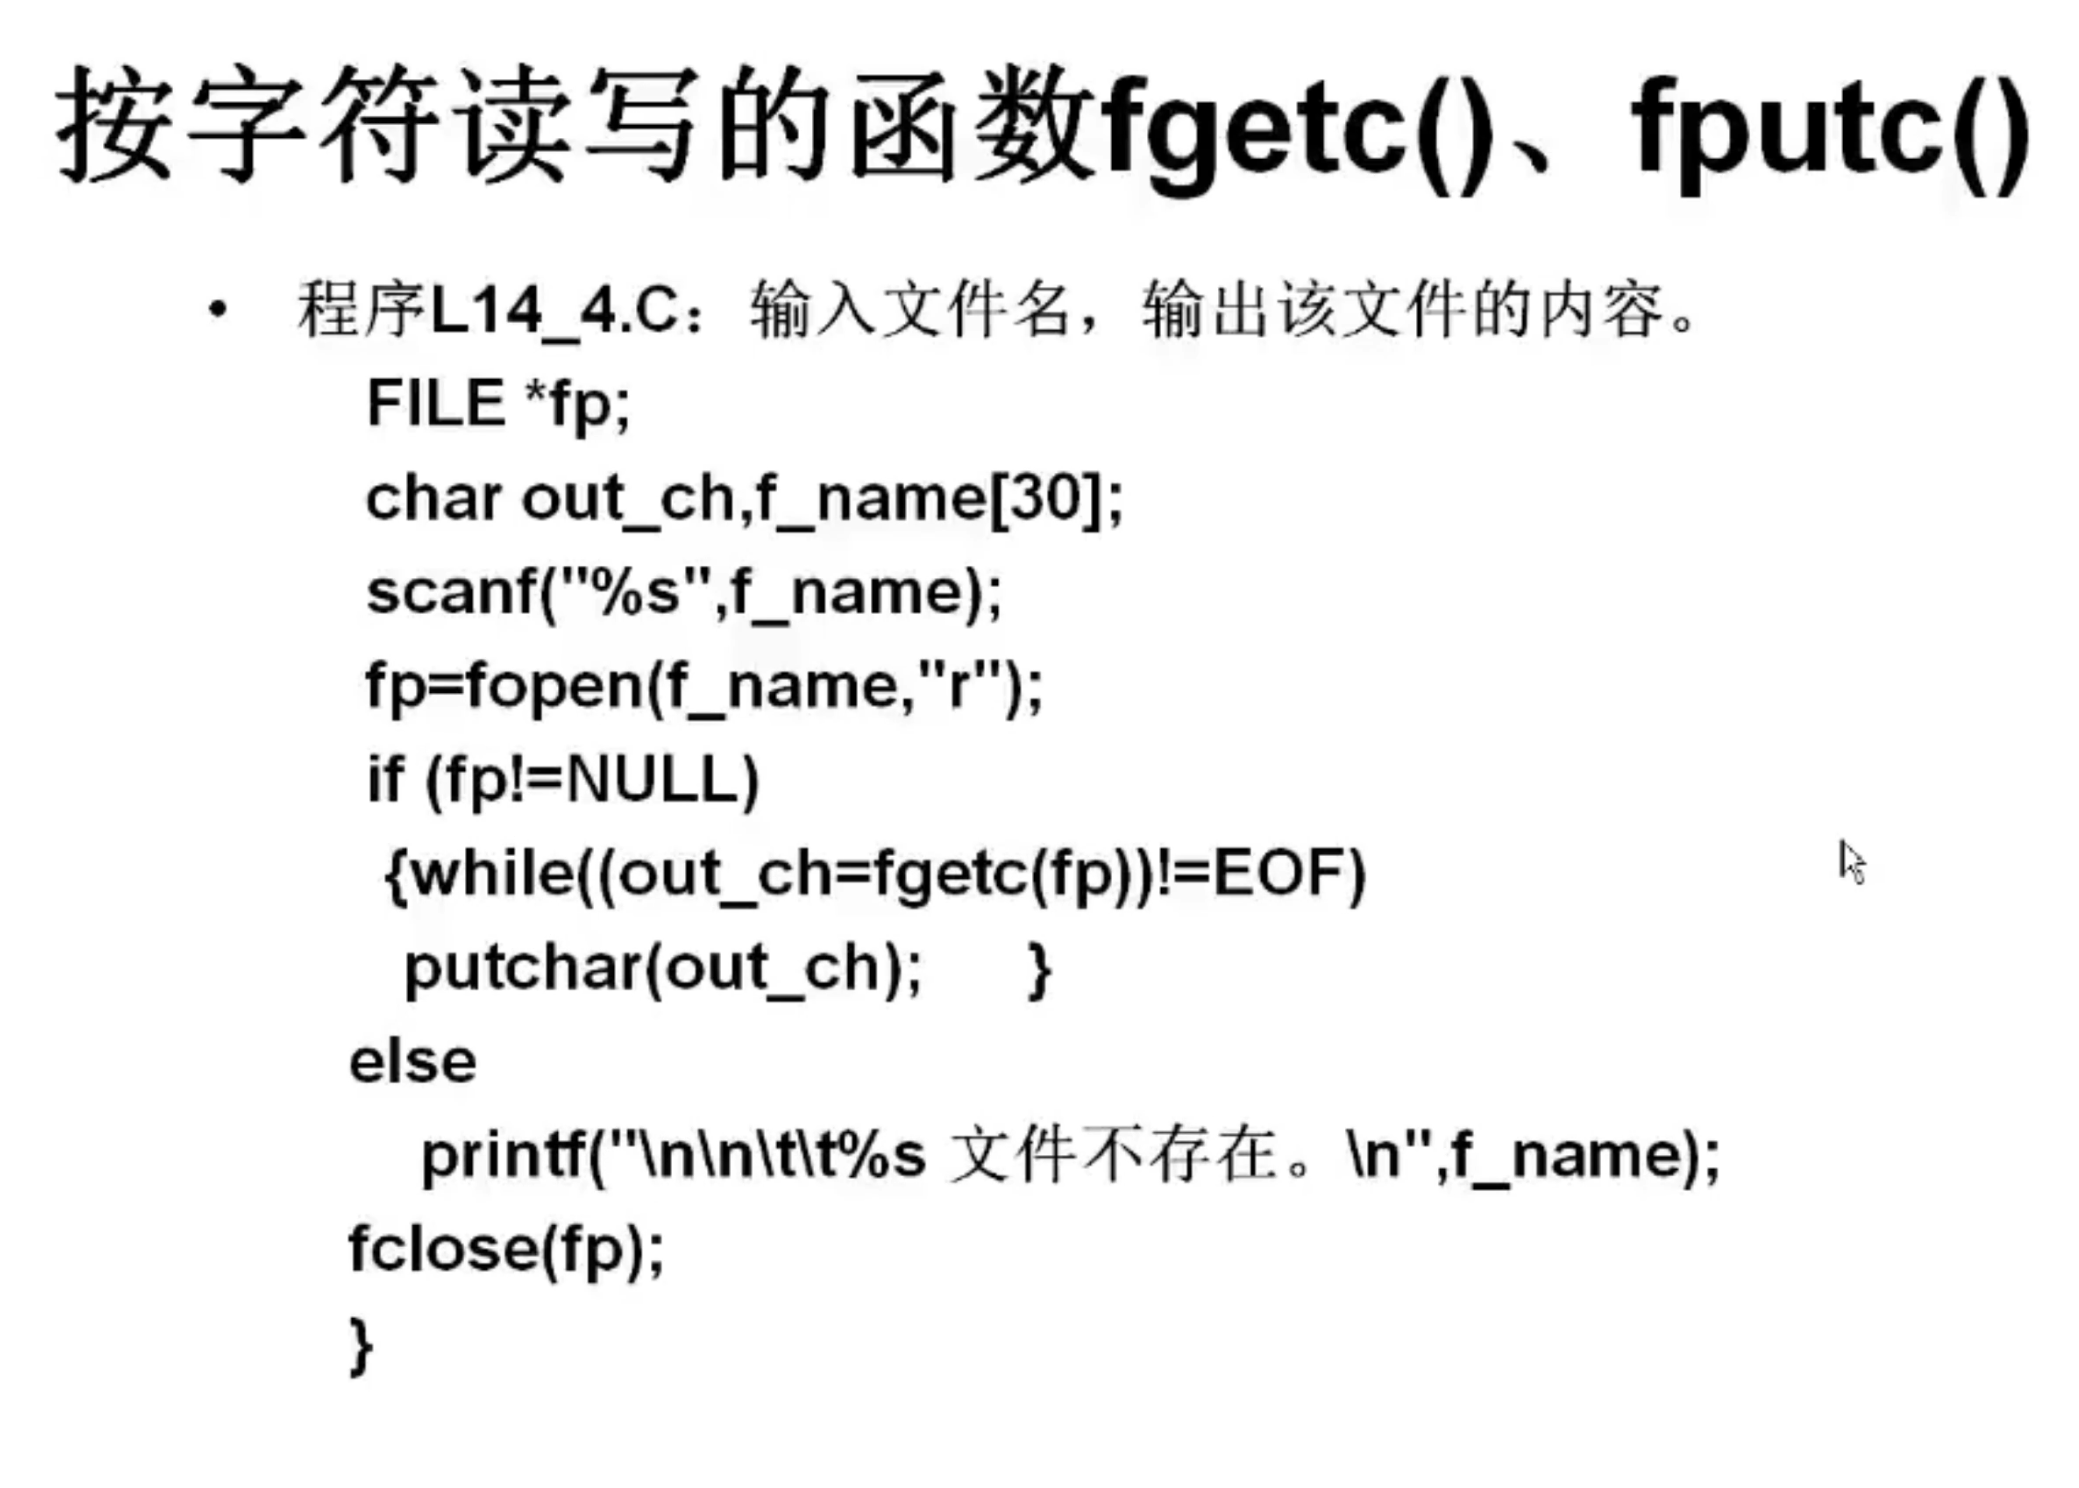 按字符读写的函数fgetc()、fputc()
• 程序L14_4.C：输入文件名，输出该文件的内容。
FILE *fp;
char out_ch,f_name[30];
scanf("%s",f_name);
fp=fopen(f_name,"r");
if (fp!=NULL)
{while((out_ch=fgetc(fp))!=EOF)
putchar(out_ch);      }
else
printf("\n\n\t\t%s 文件不存在。\n",f_name);
fclose(fp);
}